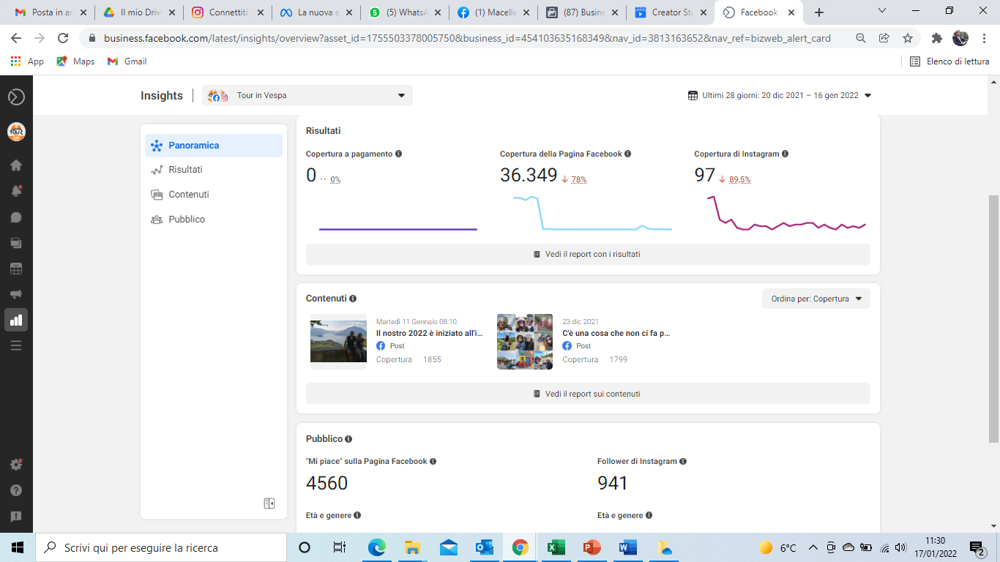 Posta in ar
Il mio Drive
Connettiti
La nuova e
(5) WhatsA
(1) Macelle
(87) Busine
Creator Stu
Facebook
business.facebook.com/latest/insights/overview?asset_id=1755503378005750&business_id=454103635168349&nav_id=3813163652&nav_ref=bizweb_alert_card
App
Maps
Gmail
Elenco di lettura
Insights
Tour in Vespa
Ultimi 28 giorni: 20 dic 2021 – 16 gen 2022
Panoramica
Risultati
Contenuti
Pubblico
Risultati
Copertura a pagamento
0 0%
Copertura della Pagina Facebook
36.349 ↓ 78%
Copertura di Instagram
97 ↓ 89,5%
Vedi il report con i risultati
Contenuti
Ordina per: Copertura
Martedì 11 Gennaio 08:10
Il nostro 2022 è iniziato all'i...
Post
Copertura 1855
23 dic 2021
C'è una cosa che non ci fa p...
Post
Copertura 1799
Vedi il report sui contenuti
Pubblico
"Mi piace" sulla Pagina Facebook
4560
Follower di Instagram
941
Età e genere
Età e genere
Scrivi qui per eseguire la ricerca
6°C
11:30
17/01/2022
2